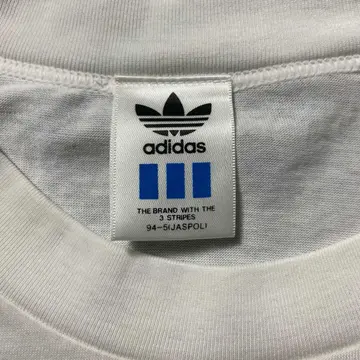 adidas
THE BRAND WITH THE
3 STRIPES
94-5(JASPOL)